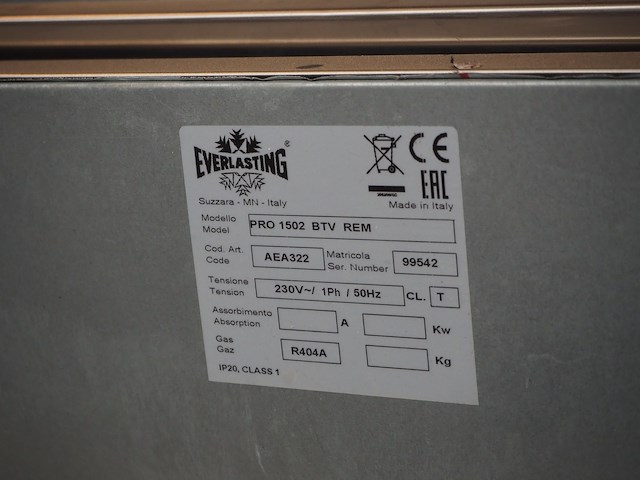 EVERLASTING ®
CE
EAC
Suzzara - MN - Italy
Made in Italy
Modello
Model
PRO 1502 BTV REM
Cod. Art.
Code
AEA322
Matricola
Ser. Number
99542
Tensione
Tension
230V~/ 1Ph / 50Hz
CL. T
Assorbimento
Absorption
A
Kw
Gas
Gaz
R404A
Kg
IP20, CLASS 1